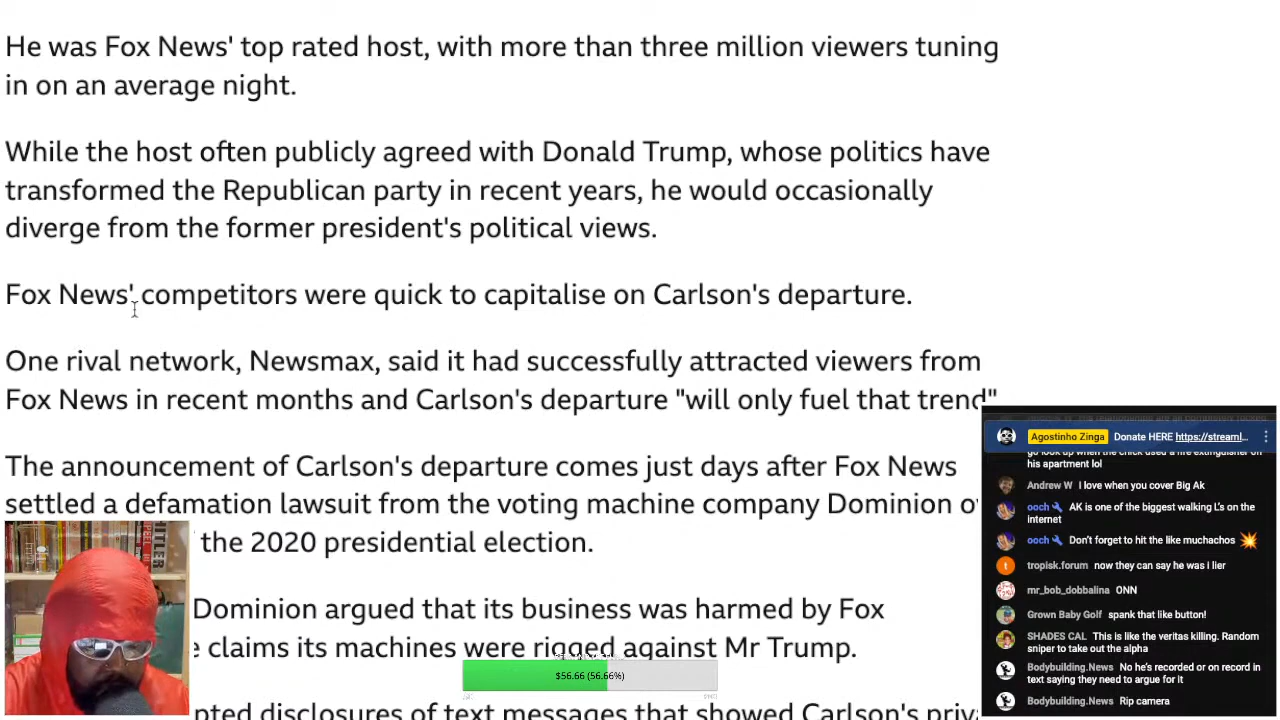 He was Fox News' top rated host, with more than three million viewers tuning
in on an average night.
While the host often publicly agreed with Donald Trump, whose politics have
transformed the Republican party in recent years, he would occasionally
diverge from the former president's political views.
Fox News' competitors were quick to capitalise on Carlson's departure.
One rival network, Newsmax, said it had successfully attracted viewers from
Fox News in recent months and Carlson's departure "will only fuel that trend"
The announcement of Carlson's departure comes just days after Fox News
settled a defamation lawsuit from the voting machine company Dominion
the 2020 presidential election.
Dominion argued that its business was harmed by Fox
claims its machines were rigged against Mr Trump.
disclosures of text messages that showed Carlson's
HITLER
PEEL
$56.66 (56.66%)
Agostinho Zinga Donate HERE https://streaml...
go look up when the chick used a fire extinguisher on
his apartment lol
Andrew W I love when you cover Big Ak
ooch AK is one of the biggest walking L's on the
internet
ooch Don't forget to hit the like muchachos 💥
tropisk.forum now they can say he was i lier
mr_bob_dobbalina ONN
Grown Baby Golf spank that like button!
SHADES CAL This is like the veritas killing. Random
sniper to take out the alpha
Bodybuilding.News No he's recorded or on record in
text saying they need to argue for it
Bodybuilding.News Rip camera